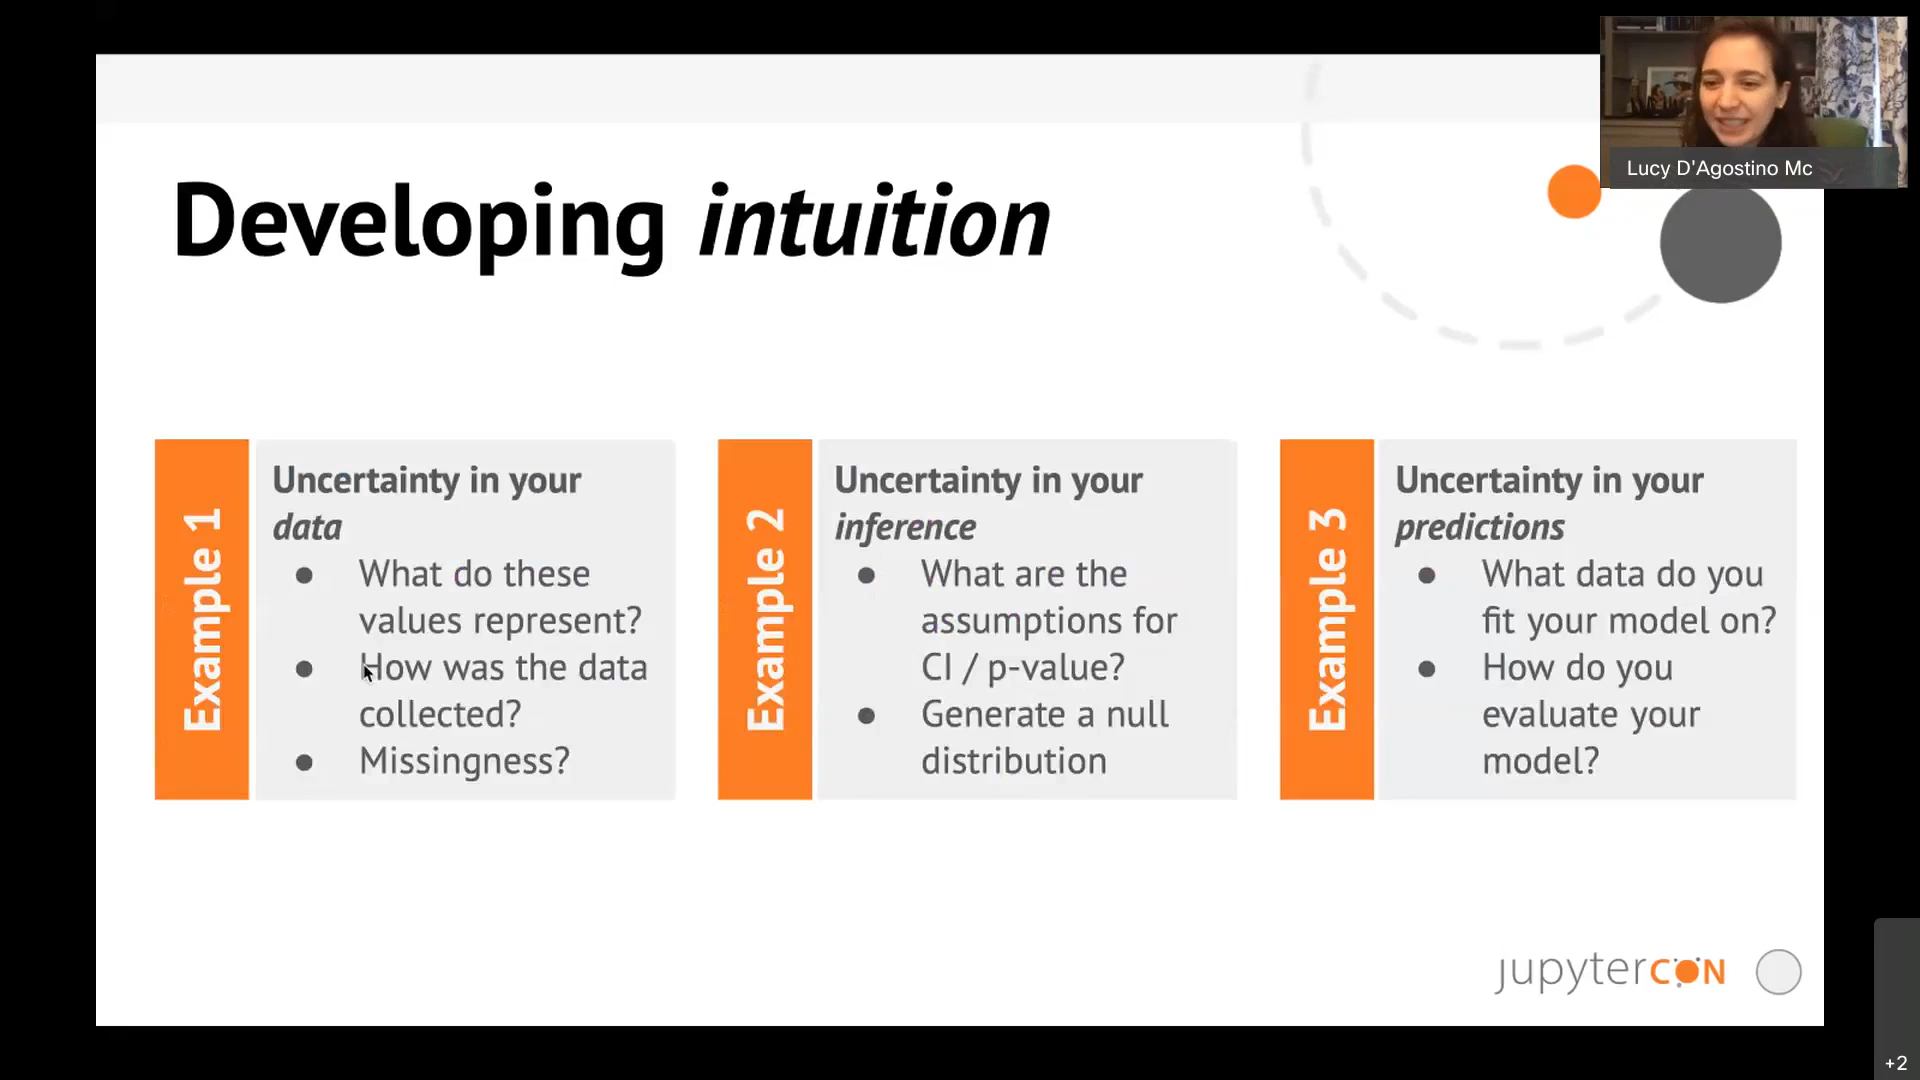 Lucy D'Agostino Mc
Developing intuition
Example 1
Uncertainty in your
data
● What do these
values represent?
● How was the data
collected?
● Missingness?
Example 2
Uncertainty in your
inference
● What are the
assumptions for
CI / p-value?
● Generate a null
distribution
Example 3
Uncertainty in your
predictions
● What data do you
fit your model on?
● How do you
evaluate your
model?
jupytercon
+2